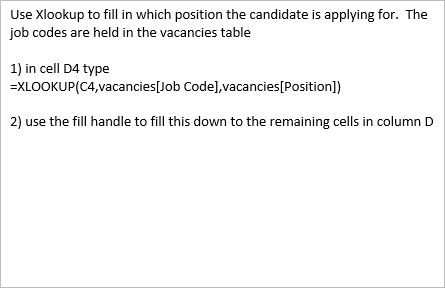 Use Xlookup to fill in which position the candidate is applying for.  The
job codes are held in the vacancies table
1) in cell D4 type
=XLOOKUP(C4,vacancies[Job Code],vacancies[Position])
2) use the fill handle to fill this down to the remaining cells in column D